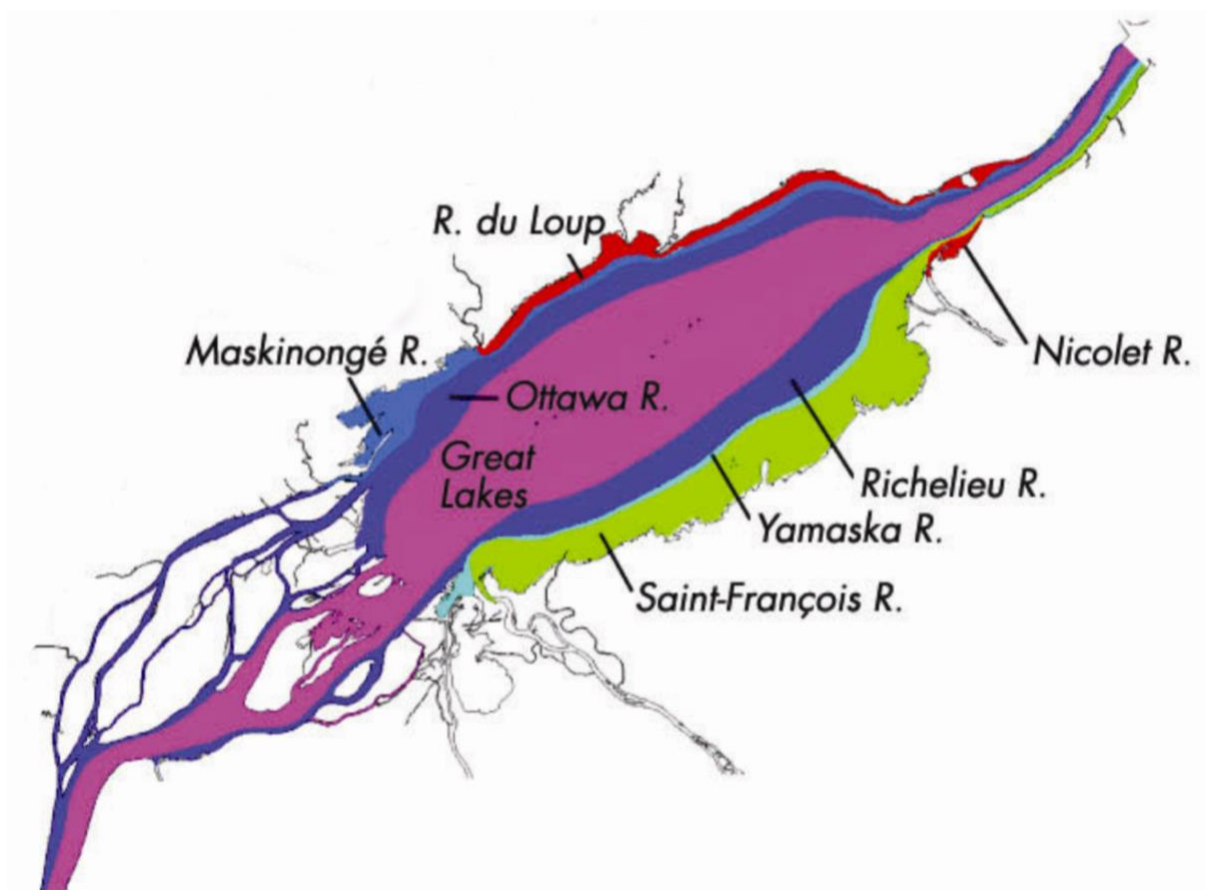 R. du Loup
Maskinongé R.
Nicolet R.
Ottawa R.
Great
Lakes
Richelieu R.
Yamaska R.
Saint-François R.